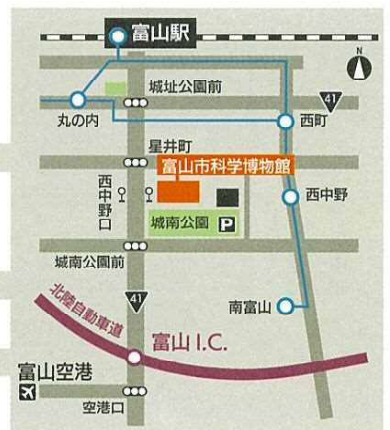 富山駅
N
城址公園前
41
丸の内
西町
星井町
富山市科学博物館
西中野口
西中野
城南公園 P
城南公園前
41
南富山
北陸自動車道
富山I.C.
富山空港
空港口